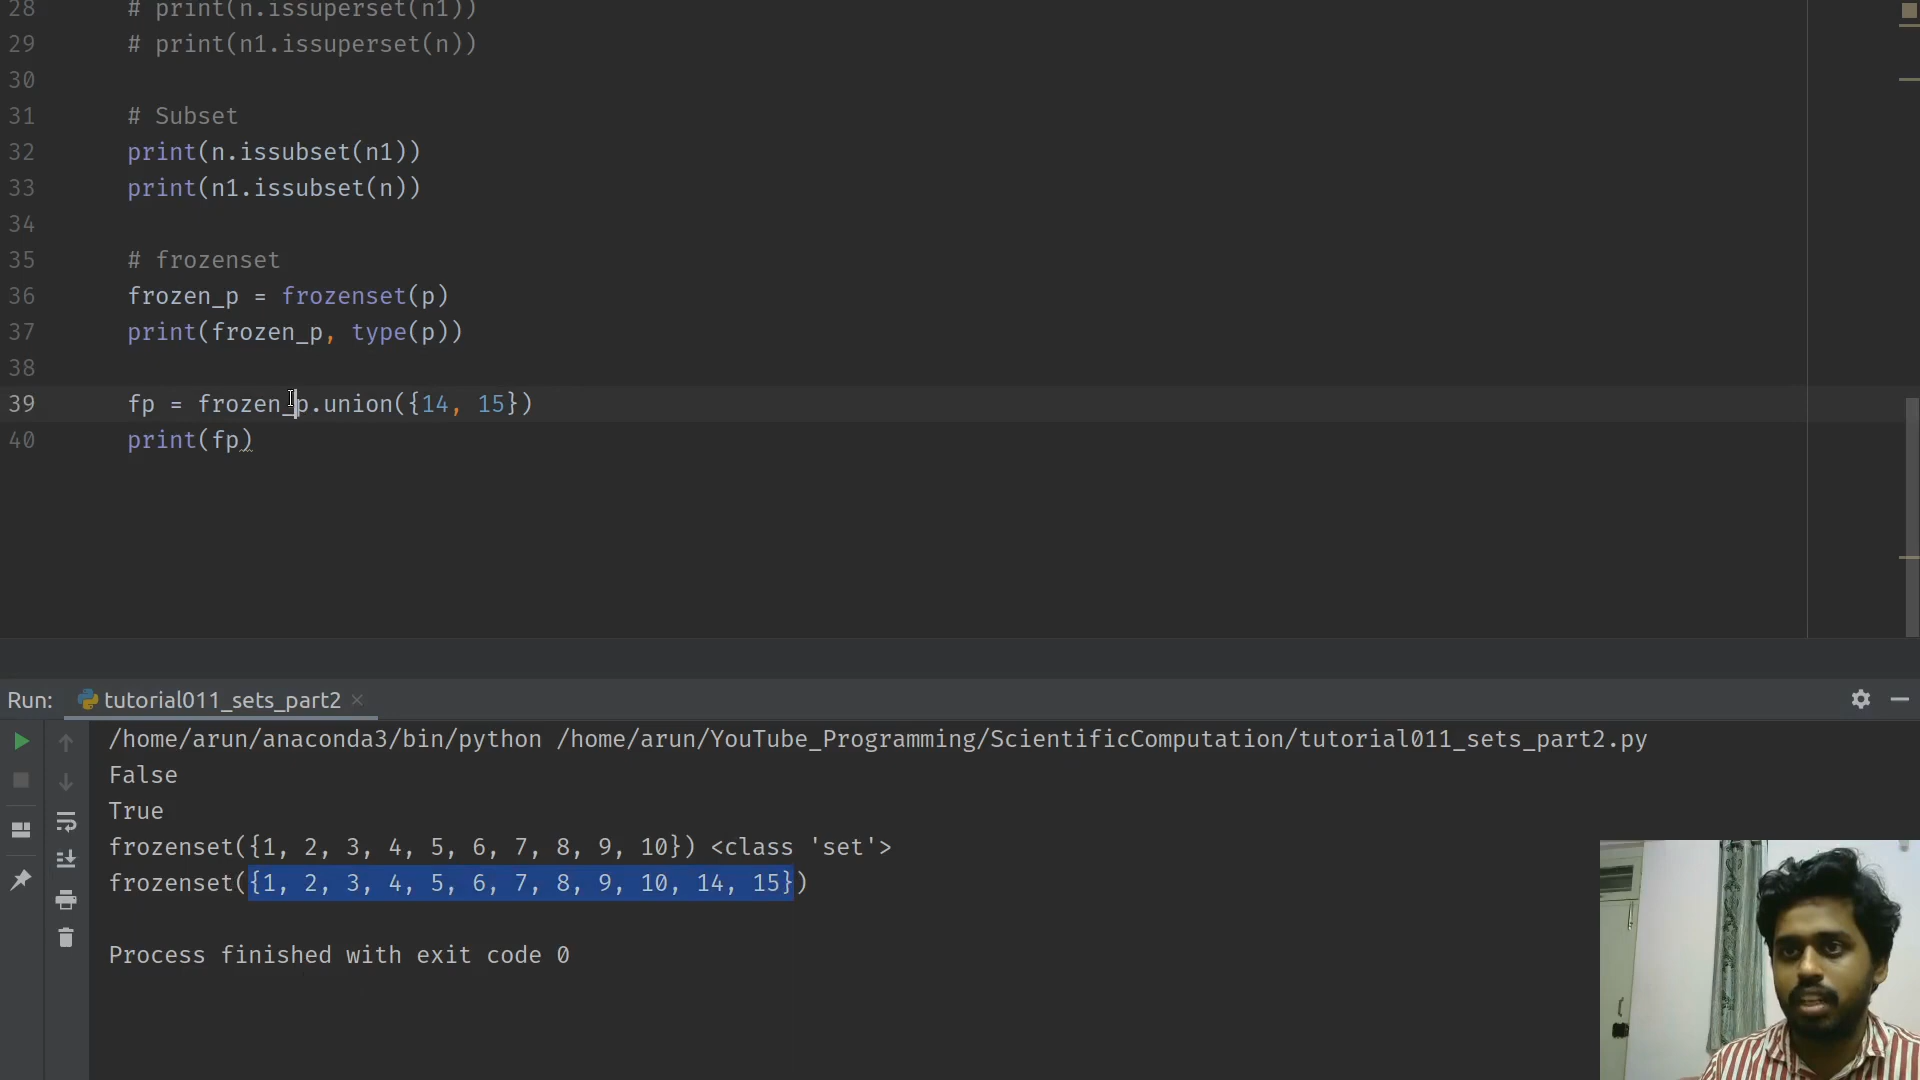 28 # print(n.issuperset(n1))
29 # print(n1.issuperset(n))
30
31 # Subset
32 print(n.issubset(n1))
33 print(n1.issubset(n))
34
35 # frozenset
36 frozen_p = frozenset(p)
37 print(frozen_p, type(p))
38
39 fp = frozen_p.union({14, 15})
40 print(fp)
Run: tutorial011_sets_part2
/home/arun/anaconda3/bin/python /home/arun/YouTube_Programming/ScientificComputation/tutorial011_sets_part2.py
False
True
frozenset({1, 2, 3, 4, 5, 6, 7, 8, 9, 10}) <class 'set'>
frozenset({1, 2, 3, 4, 5, 6, 7, 8, 9, 10, 14, 15})
Process finished with exit code 0